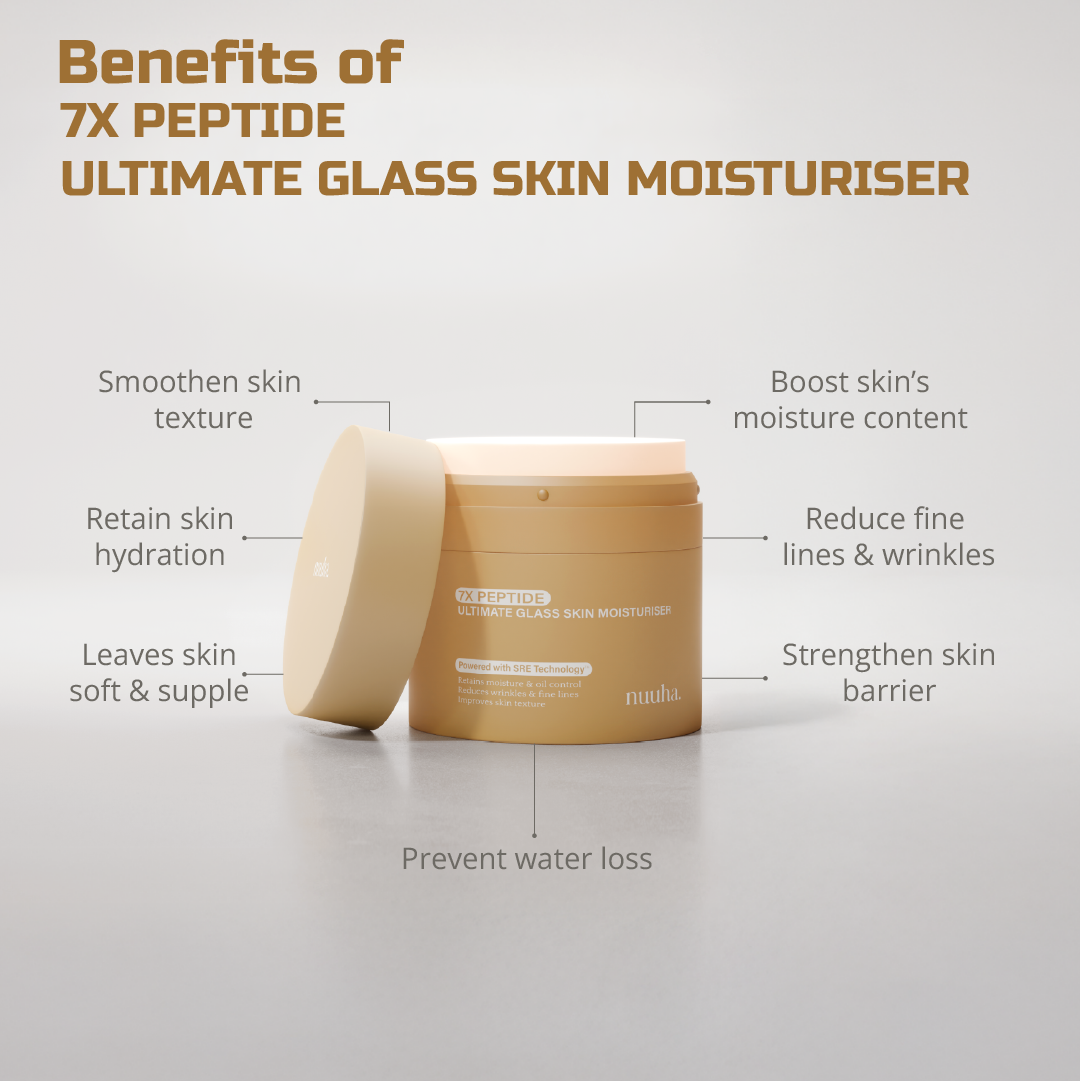 Benefits of
7X PEPTIDE
ULTIMATE GLASS SKIN MOISTURISER
Smoothen skin
texture
Boost skin's
moisture content
Retain skin
hydration
Reduce fine
lines & wrinkles
Leaves skin
soft & supple
Strengthen skin
barrier
7X PEPTIDE
ULTIMATE GLASS SKIN MOISTURISER
Powered with SRE Technology
Retains moisture & oil control
Reduces wrinkles & fine lines
Improves skin texture
nuuha.
Prevent water loss